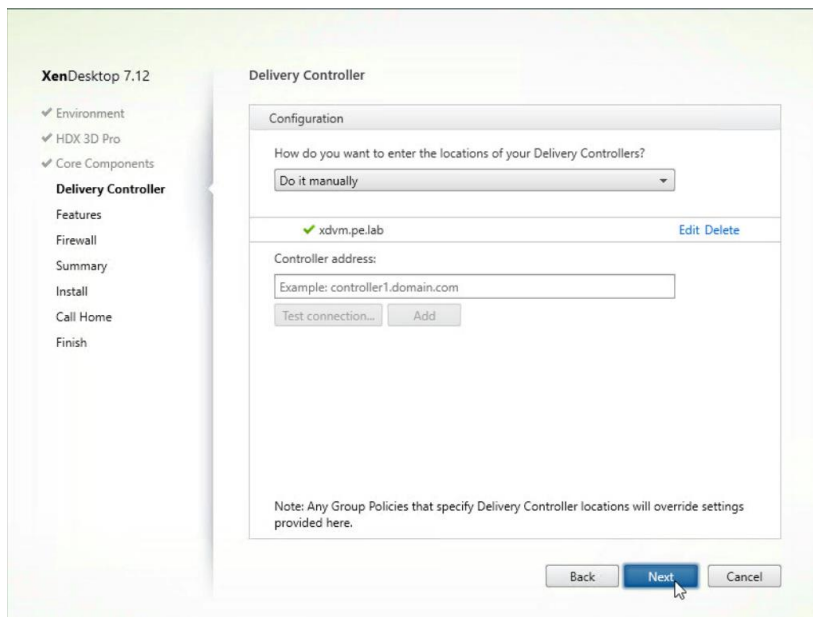 XenDesktop 7.12
Environment
HDX 3D Pro
Core Components
Delivery Controller
Features
Firewall
Summary
Install
Call Home
Finish
Delivery Controller
Configuration
How do you want to enter the locations of your Delivery Controllers?
Do it manually
xdvm.pe.lab Edit Delete
Controller address:
Example: controller1.domain.com
Test connection... Add
Note: Any Group Policies that specify Delivery Controller locations will override settings
provided here.
Back Next Cancel